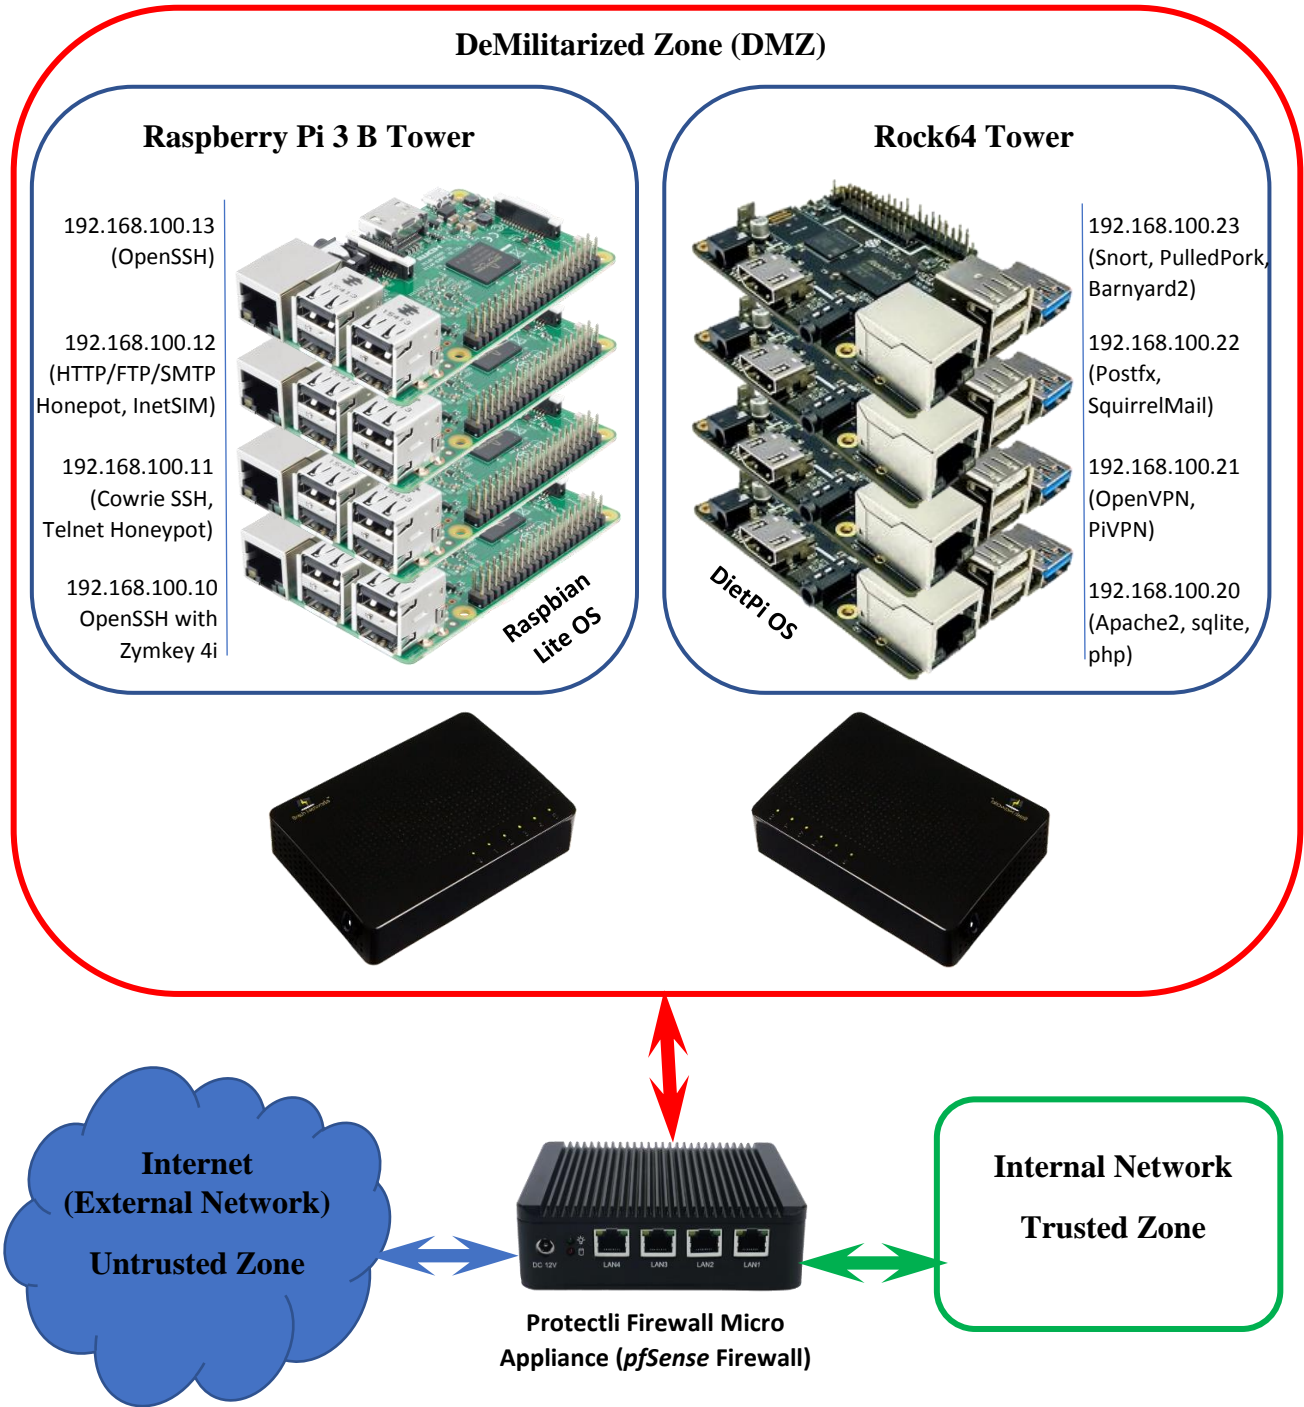 DeMilitarized Zone (DMZ)
Raspberry Pi 3 B Tower
192.168.100.13
(OpenSSH)
192.168.100.12
(HTTP/FTP/SMTP
Honepot, InetSIM)
192.168.100.11
(Cowrie SSH,
Telnet Honeypot)
192.168.100.10
OpenSSH with
Zymkey 4i
Raspbian
Lite OS
Rock64 Tower
192.168.100.23
(Snort, PulledPork,
Barnyard2)
192.168.100.22
(Postfx,
SquirrelMail)
192.168.100.21
(OpenVPN,
PiVPN)
192.168.100.20
(Apache2, sqlite,
php)
DietPi OS
Internet
(External Network)
Untrusted Zone
DC 12V
LAN4
LAN3
LAN2
LAN1
Protectli Firewall Micro
Appliance (pfSense Firewall)
Internal Network
Trusted Zone